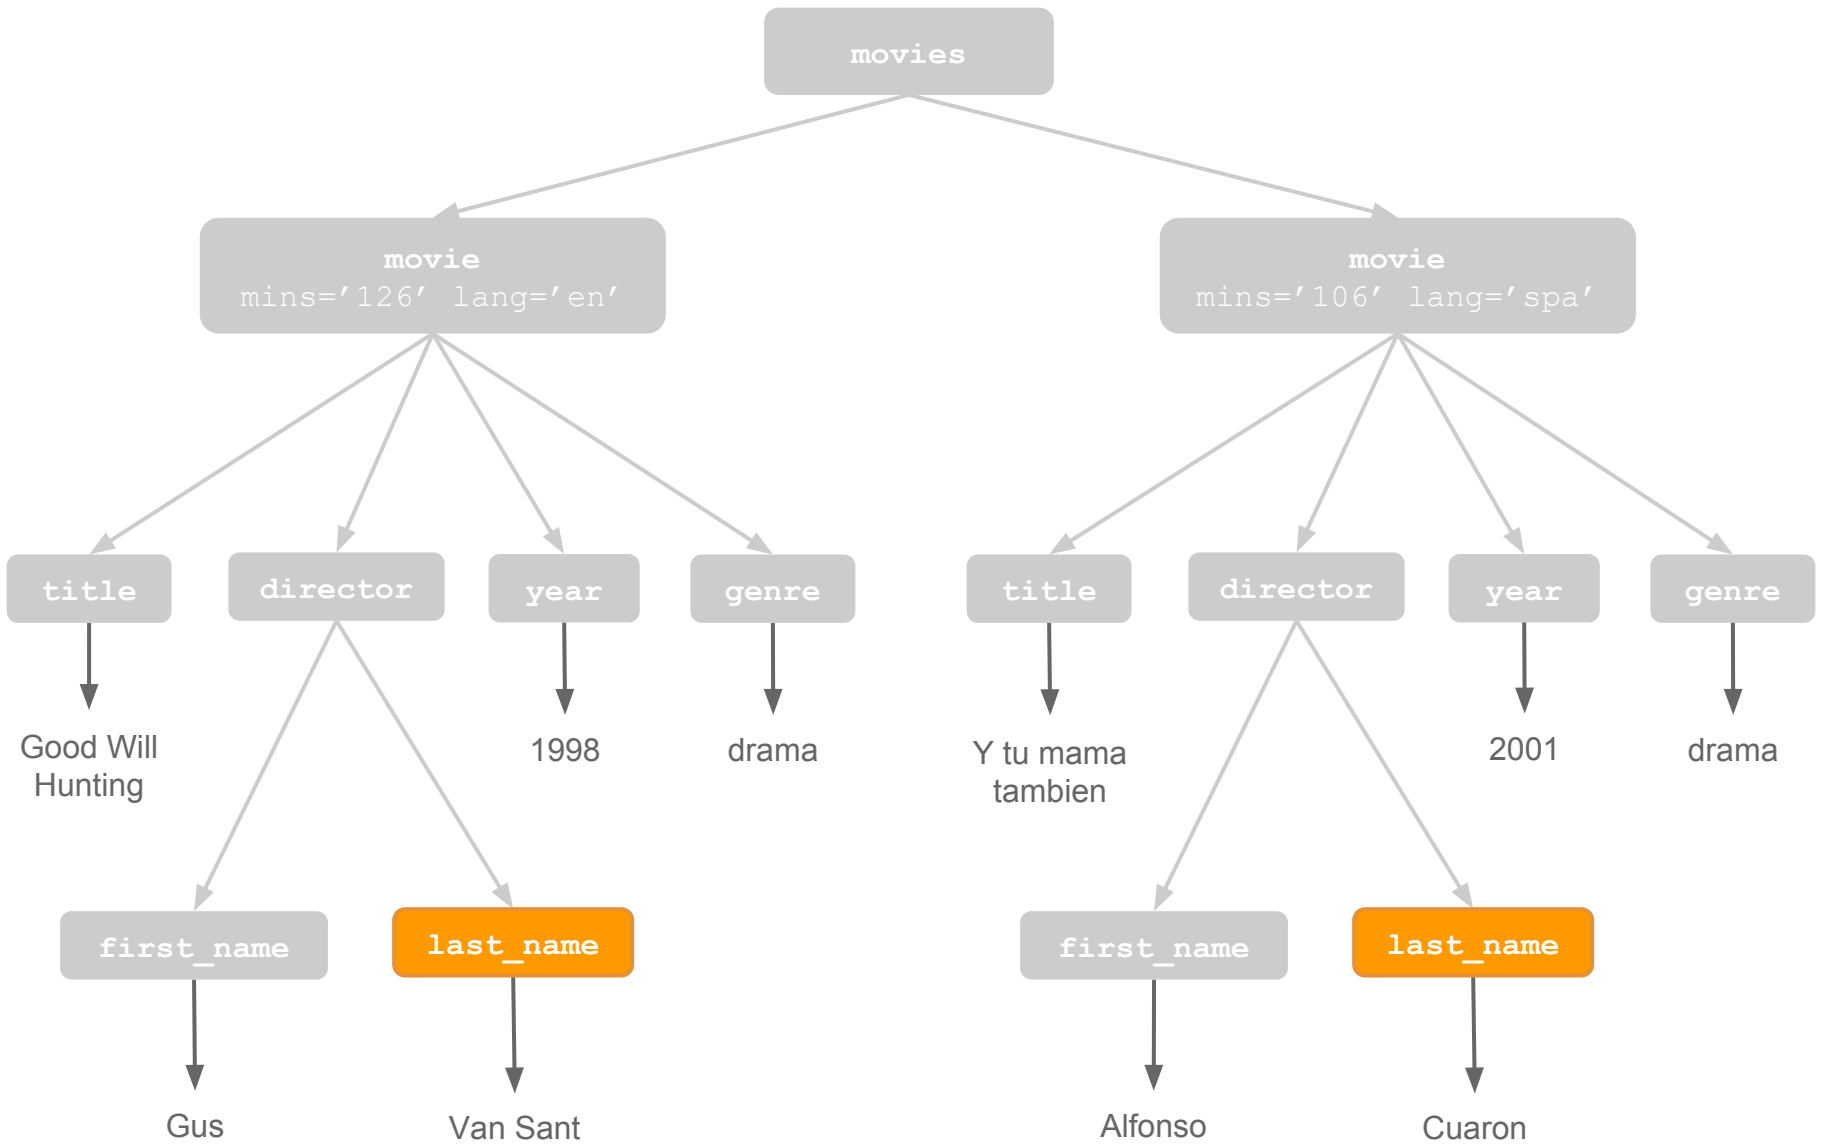 movies
movie
mins=’126’ lang=’en’
movie
mins=’106’ lang=’spa’
title
director
year
genre
title
director
year
genre
Good Will
Hunting
1998
drama
Y tu mama
tambien
2001
drama
first_name
last_name
first_name
last_name
Gus
Van Sant
Alfonso
Cuaron